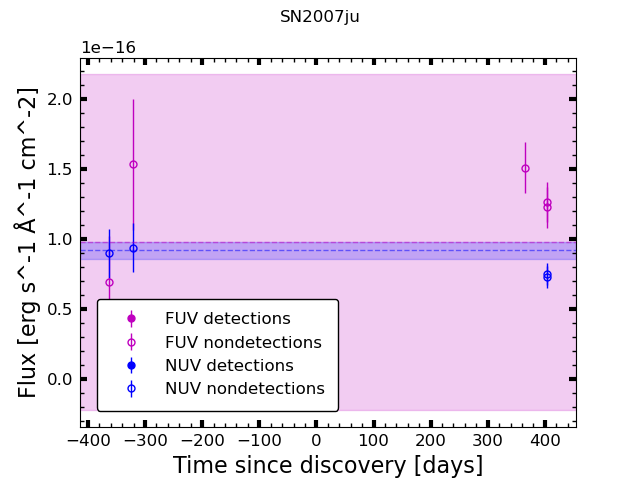 SN2007ju
1e−16
2.0
1.5
1.0
0.5
0.0
Flux [erg s^-1 Å^-1 cm^-2]
FUV detections
FUV nondetections
NUV detections
NUV nondetections
−400 −300 −200 −100 0 100 200 300 400
Time since discovery [days]